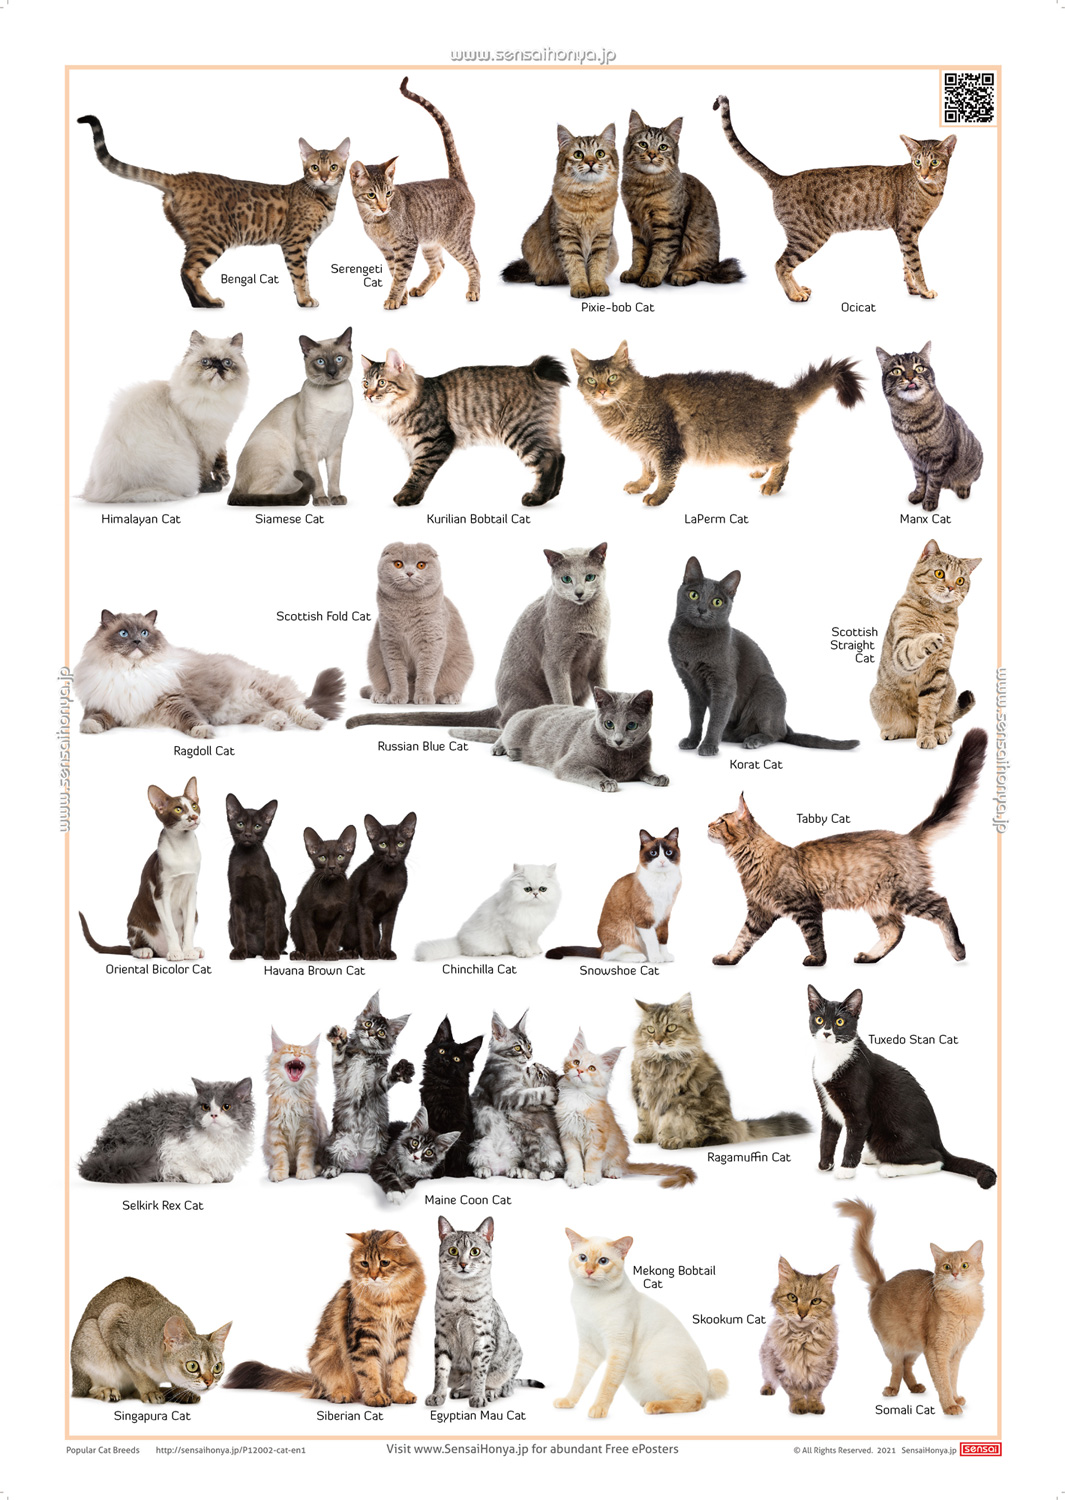 www.sensaihonya.jp
Bengal Cat
Serengeti
Cat
Pixie-bob Cat
Ocicat
Himalayan Cat
Siamese Cat
Kurilian Bobtail Cat
LaPerm Cat
Manx Cat
Scottish Fold Cat
Scottish
Straight
Cat
Ragdoll Cat
Russian Blue Cat
Korat Cat
www.sensaihonya.jp
www.sensaihonya.jp
Tabby Cat
Oriental Bicolor Cat
Havana Brown Cat
Chinchilla Cat
Snowshoe Cat
Tuxedo Stan Cat
Ragamuffin Cat
Selkirk Rex Cat
Maine Coon Cat
Mekong Bobtail
Cat
Skookum Cat
Singapura Cat
Siberian Cat
Egyptian Mau Cat
Somali Cat
Popular Cat Breeds http://sensaihonya.jp/P12002-cat-en1 Visit www.SensaiHonya.jp for abundant Free ePosters © All Rights Reserved. 2021 SensaiHonya.jp sensai